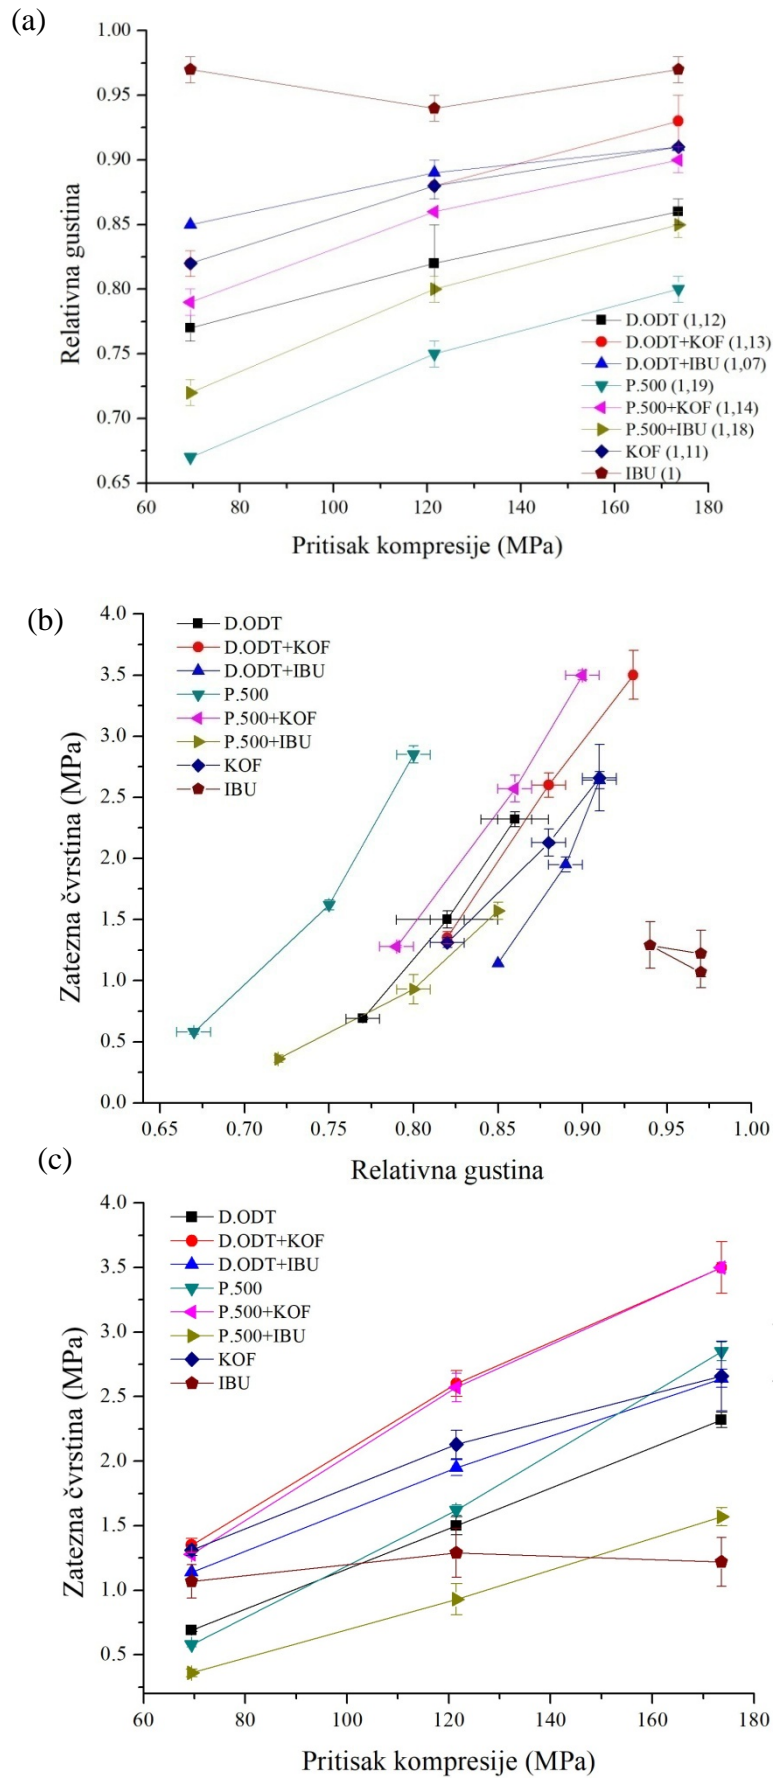 (a)
1.00
0.95
0.90
0.85
0.80
0.75
0.70
0.65
Relativna gustina
D.ODT (1,12)
D.ODT+KOF (1,13)
D.ODT+IBU (1,07)
P.500 (1,19)
P.500+KOF (1,14)
P.500+IBU (1,18)
KOF (1,11)
IBU (1)
60 80 100 120 140 160 180
Pritisak kompresije (MPa)
(b)
4.0
3.5
3.0
2.5
2.0
1.5
1.0
0.5
0.0
Zatezna čvrstina (MPa)
D.ODT
D.ODT+KOF
D.ODT+IBU
P.500
P.500+KOF
P.500+IBU
KOF
IBU
0.65 0.70 0.75 0.80 0.85 0.90 0.95 1.00
Relativna gustina
(c)
4.0
3.5
3.0
2.5
2.0
1.5
1.0
0.5
Zatezna čvrstina (MPa)
D.ODT
D.ODT+KOF
D.ODT+IBU
P.500
P.500+KOF
P.500+IBU
KOF
IBU
60 80 100 120 140 160 180
Pritisak kompresije (MPa)